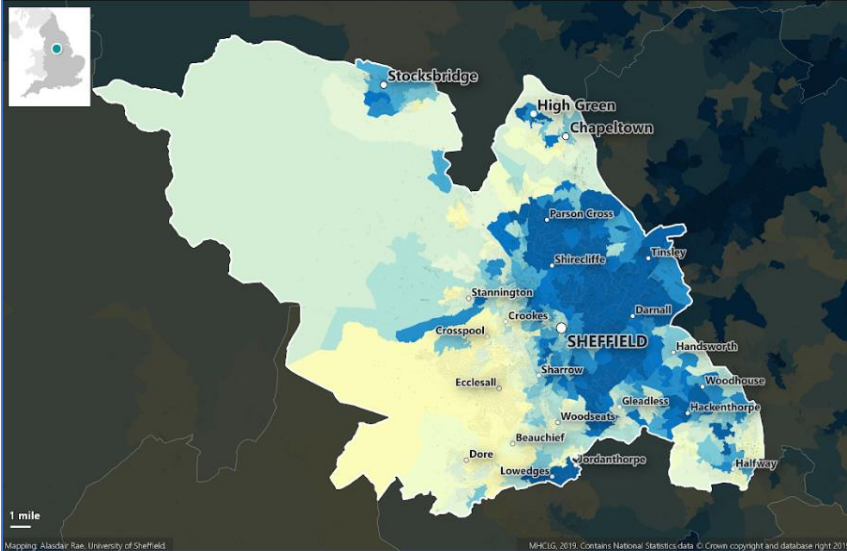 Stocksbridge
High Green
Chapeltown
Parson Cross
Tinsley
Shirecliffe
Stannington
Darnall
Crookes
Crosspool
SHEFFIELD
Handsworth
Sharrow
Ecclesall
Woodhouse
Gleadless
Hackenthorpe
Woodseats
Beauchief
Dore
Jordanthorpe
Halfway
Lowedges
1 mile
Mapping: Alasdair Rae, University of Sheffield.
MHCLG, 2019. Contains National Statistics data © Crown copyright and database right